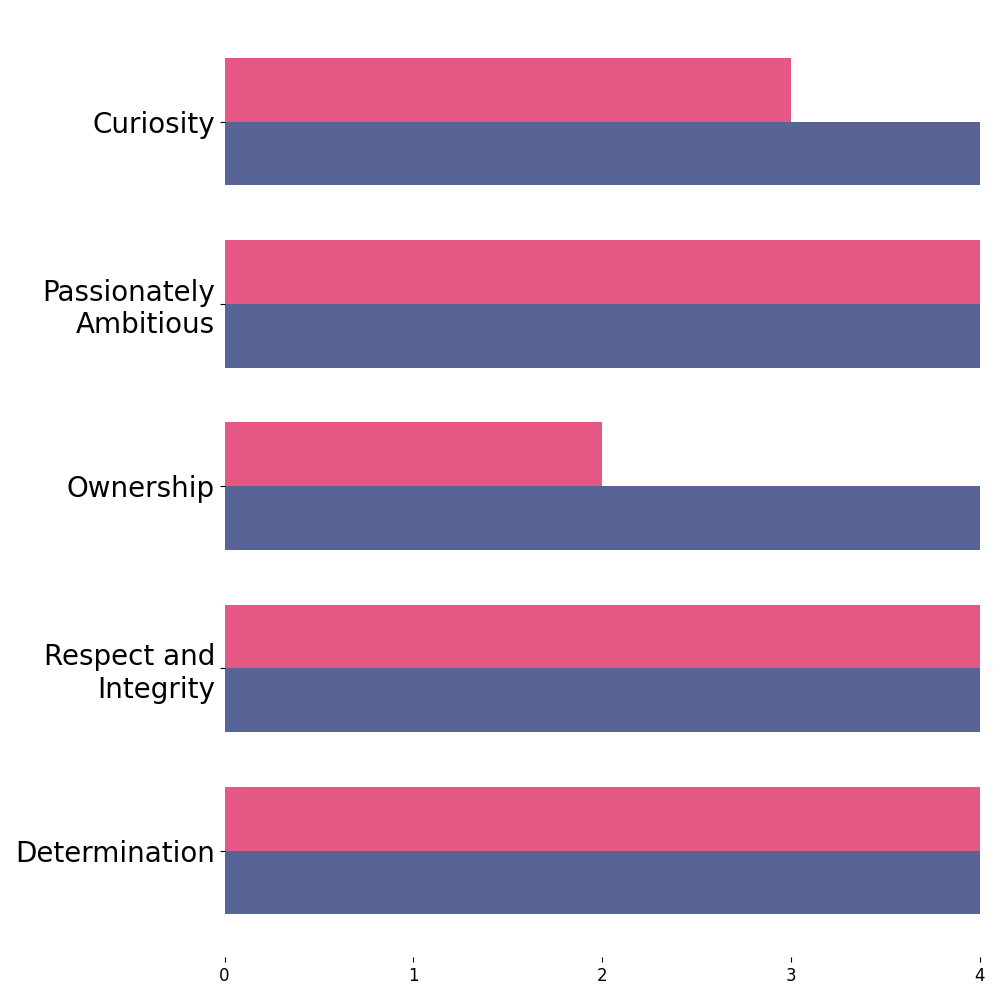 Curiosity
Passionately
Ambitious
Ownership
Respect and
Integrity
Determination
0 1 2 3 4